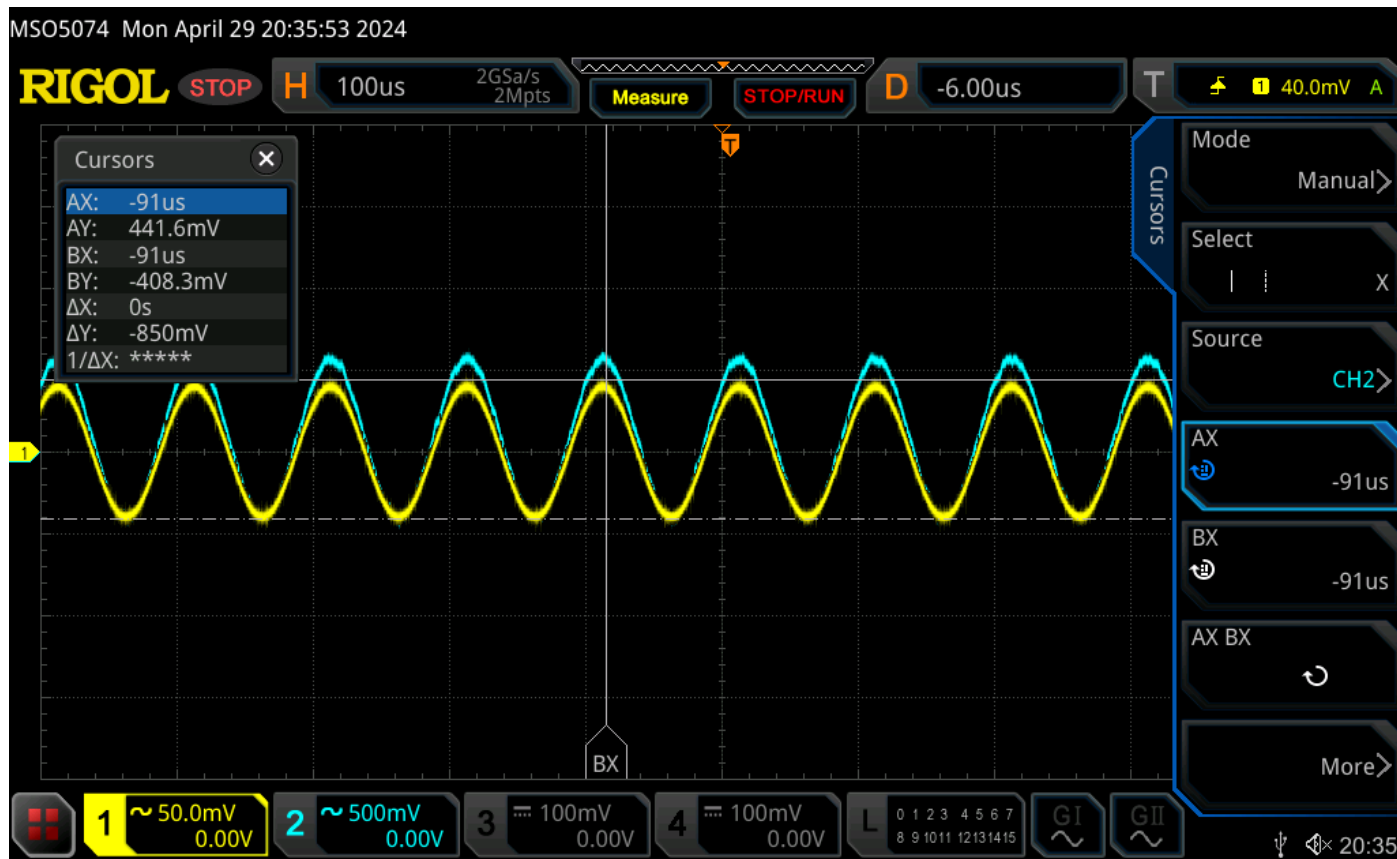 MSO5074 Mon April 29 20:35:53 2024
RIGOL STOP H 100us 2GSa/s 2Mpts Measure STOP/RUN D -6.00us T 1 40.0mV A
T
Cursors
AX: -91us
AY: 441.6mV
BX: -91us
BY: -408.3mV
ΔX: 0s
ΔY: -850mV
1/ΔX: *****
1
BX
Cursors
Mode
Manual
Select
X
Source
CH2
AX
-91us
BX
-91us
AX BX
More
1 50.0mV 0.00V
2 500mV 0.00V
3 100mV 0.00V
4 100mV 0.00V
L 0 1 2 3 4 5 6 7
8 9 10 11 12 13 14 15
GI
GII
20:35